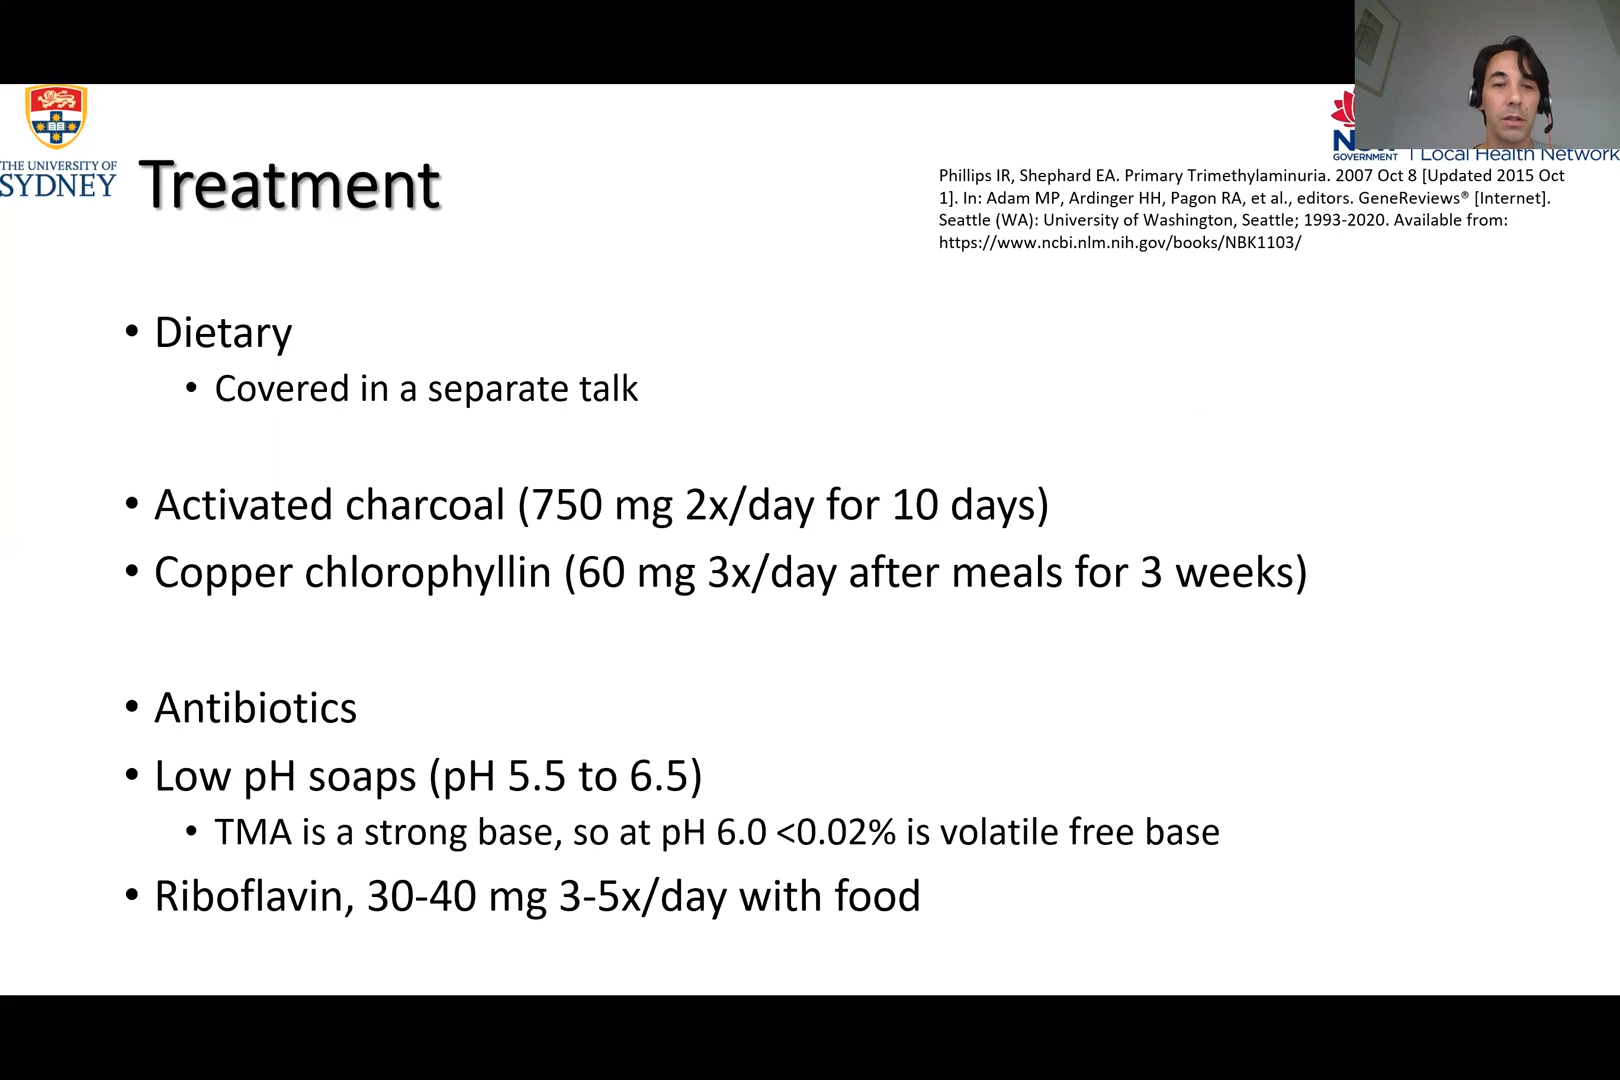 THE UNIVERSITY OF
SYDNEY
Treatment
GOVERNMENT
Local Health Network
Phillips IR, Shephard EA. Primary Trimethylaminuria. 2007 Oct 8 [Updated 2015 Oct
1]. In: Adam MP, Ardinger HH, Pagon RA, et al., editors. GeneReviews® [Internet].
Seattle (WA): University of Washington, Seattle; 1993-2020. Available from:
https://www.ncbi.nlm.nih.gov/books/NBK1103/
• Dietary
• Covered in a separate talk
• Activated charcoal (750 mg 2x/day for 10 days)
• Copper chlorophyllin (60 mg 3x/day after meals for 3 weeks)
• Antibiotics
• Low pH soaps (pH 5.5 to 6.5)
• TMA is a strong base, so at pH 6.0 <0.02% is volatile free base
• Riboflavin, 30-40 mg 3-5x/day with food